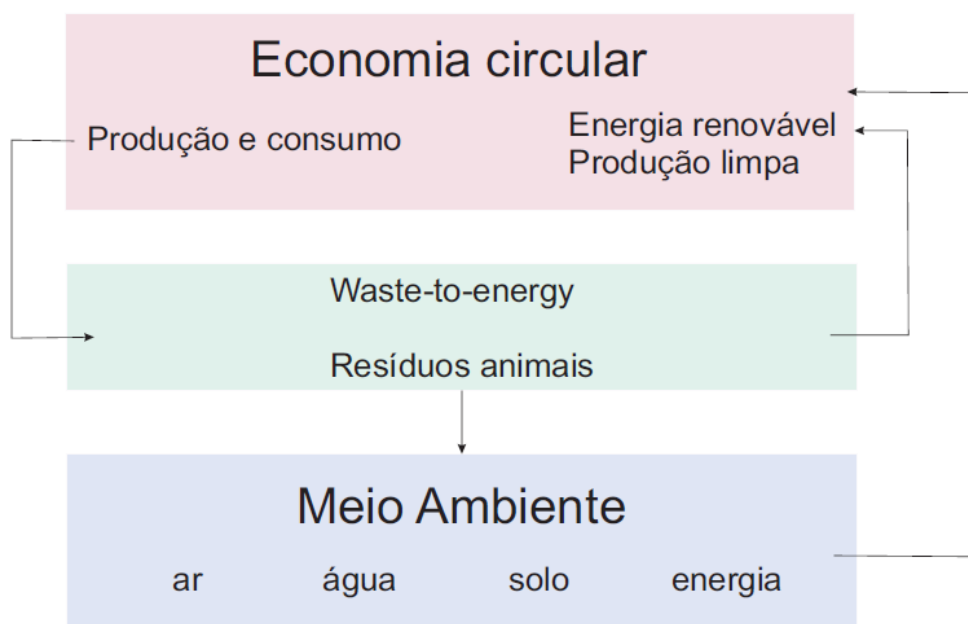 Economia circular
Produção e consumo
Energia renovável
Produção limpa
Waste-to-energy
Resíduos animais
Meio Ambiente
ar água solo energia